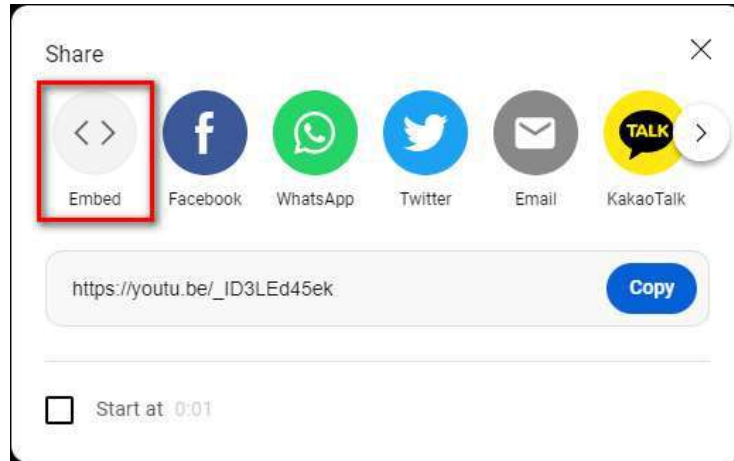 Share
TALK
Embed Facebook WhatsApp Twitter Email KakaoTalk
https://youtu.be/_ID3LEd45ek Copy
Start at 0:01